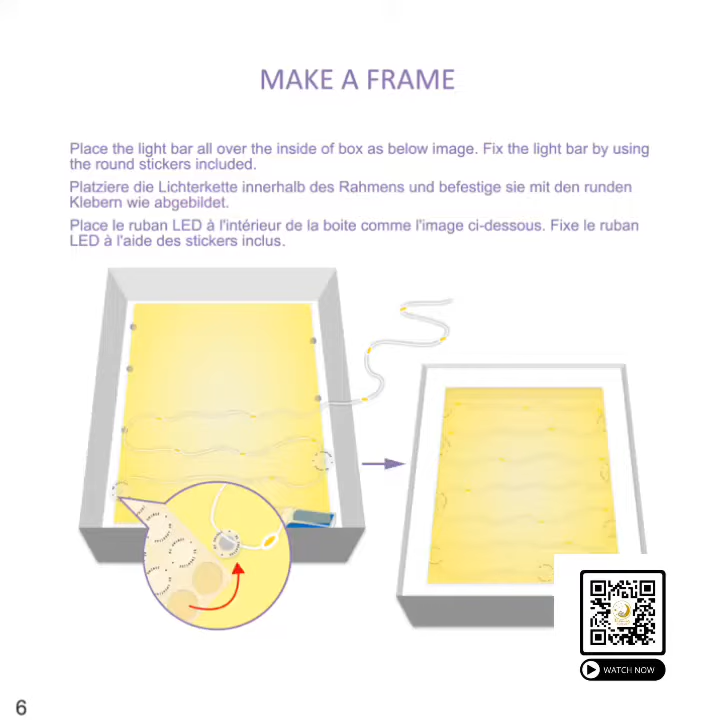 MAKE A FRAME
Place the light bar all over the inside of box as below image. Fix the light bar by using
the round stickers included.
Platziere die Lichterkette innerhalb des Rahmens und befestige sie mit den runden
Klebern wie abgebildet.
Place le ruban LED à l'intérieur de la boite comme l'image ci-dessous. Fixe le ruban
LED à l'aide des stickers inclus.
WATCH NOW
6